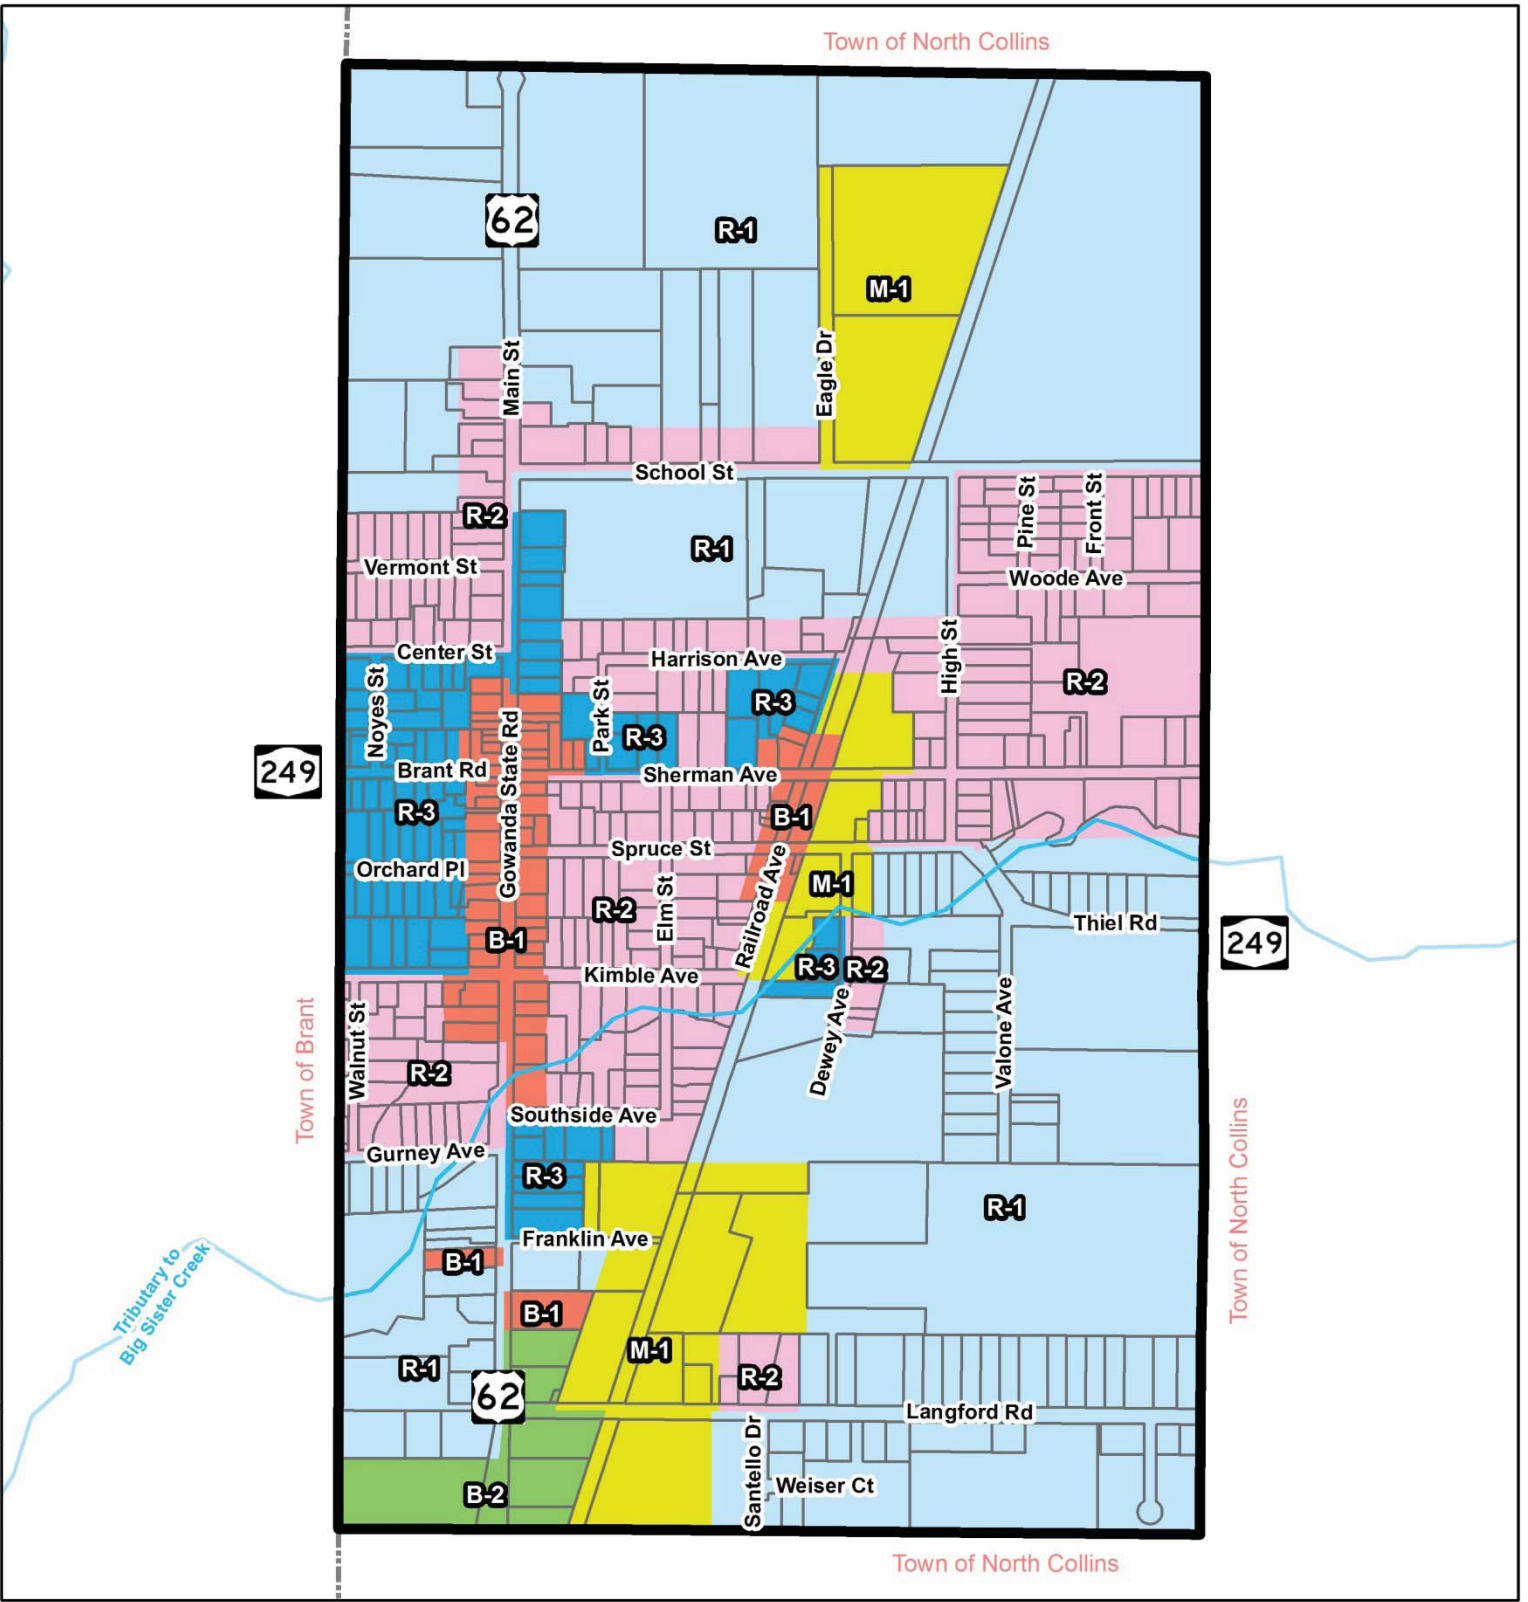 Town of North Collins
62
R-1
M-1
Eagle Dr
Main St
School St
R-2
Pine St
Front St
R-1
Vermont St
Woode Ave
Center St
Harrison Ave
High St
Noyes St
Park St
R-3
R-2
R-3
Gowanda State Rd
249
Brant Rd
Sherman Ave
R-3
B-1
Spruce St
Orchard Pl
Railroad Ave
M-1
R-2
Elm St
Thiel Rd
B-1
249
R-3
R-2
Kimble Ave
Town of Brant
Walnut St
Dewey Ave
Valone Ave
R-2
Southside Ave
Gurney Ave
R-3
Town of North Collins
R-1
Franklin Ave
Tributary to
Big Sister Creek
B-1
B-1
M-1
R-1
R-2
62
Langford Rd
Santello Dr
Weiser Ct
B-2
Town of North Collins